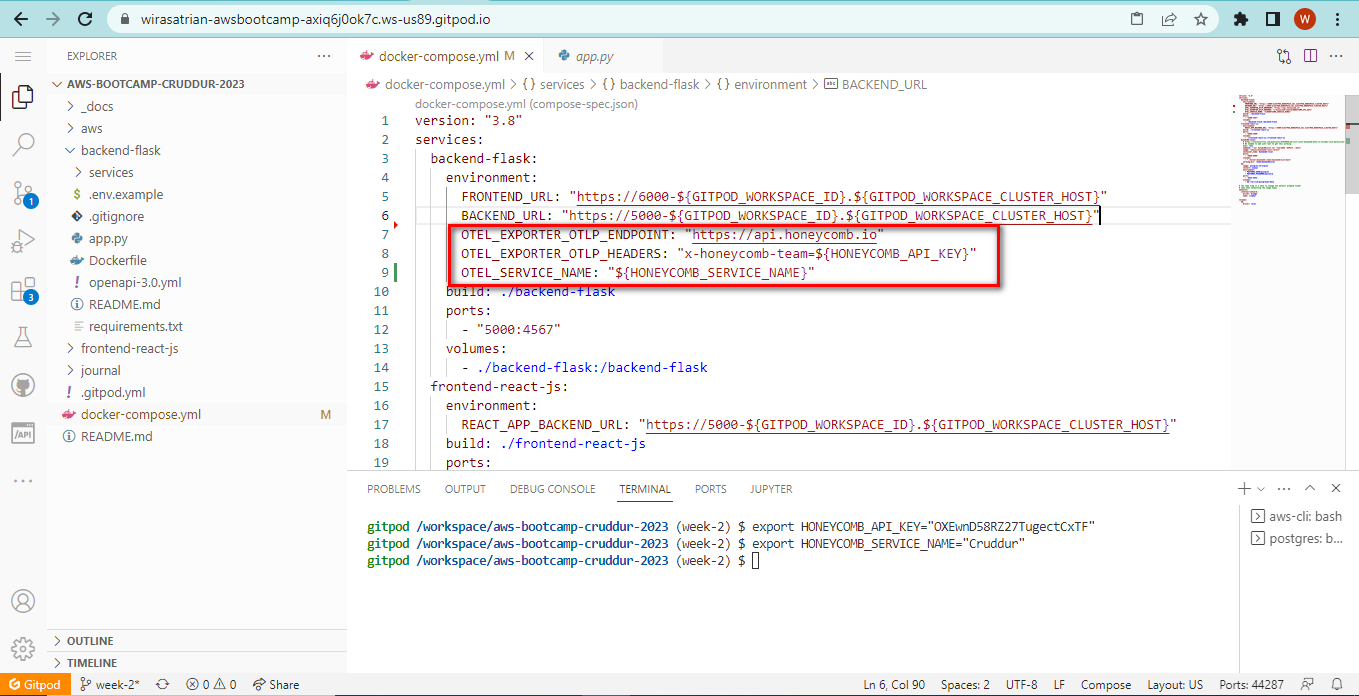 wirasatrian-awsbootcamp-axiq6j0ok7c.ws-us89.gitpod.io
W
EXPLORER
AWS-BOOTCAMP-CRUDDUR-2023
_docs
aws
backend-flask
services
$ .env.example
.gitignore
app.py
Dockerfile
! openapi-3.0.yml
README.md
requirements.txt
frontend-react-js
journal
! .gitpod.yml
docker-compose.yml M
README.md
OUTLINE
TIMELINE
1
3
/API
docker-compose.yml M
app.py
docker-compose.yml > {} services > {} backend-flask > {} environment > abc BACKEND_URL
docker-compose.yml (compose-spec.json)
1 version: "3.8"
2 services:
3 backend-flask:
4 environment:
5 FRONTEND_URL: "https://6000-${GITPOD_WORKSPACE_ID}.${GITPOD_WORKSPACE_CLUSTER_HOST}"
6 BACKEND_URL: "https://5000-${GITPOD_WORKSPACE_ID}.${GITPOD_WORKSPACE_CLUSTER_HOST}"
7 OTEL_EXPORTER_OTLP_ENDPOINT: "https://api.honeycomb.io"
8 OTEL_EXPORTER_OTLP_HEADERS: "x-honeycomb-team=${HONEYCOMB_API_KEY}"
9 OTEL_SERVICE_NAME: "${HONEYCOMB_SERVICE_NAME}"
10 build: ./backend-flask
11 ports:
12 - "5000:4567"
13 volumes:
14 - ./backend-flask:/backend-flask
15 frontend-react-js:
16 environment:
17 REACT_APP_BACKEND_URL: "https://5000-${GITPOD_WORKSPACE_ID}.${GITPOD_WORKSPACE_CLUSTER_HOST}"
18 build: ./frontend-react-js
19 ports:
PROBLEMS OUTPUT DEBUG CONSOLE TERMINAL PORTS JUPYTER
gitpod /workspace/aws-bootcamp-cruddur-2023 (week-2) $ export HONEYCOMB_API_KEY="OXEwnD58RZ27TugectCxTF"
gitpod /workspace/aws-bootcamp-cruddur-2023 (week-2) $ export HONEYCOMB_SERVICE_NAME="Cruddur"
gitpod /workspace/aws-bootcamp-cruddur-2023 (week-2) $
aws-cli: bash
postgres: b...
Gitpod week-2* 0 0 Share Ln 6, Col 90 Spaces: 2 UTF-8 LF Compose Layout: US Ports: 44287